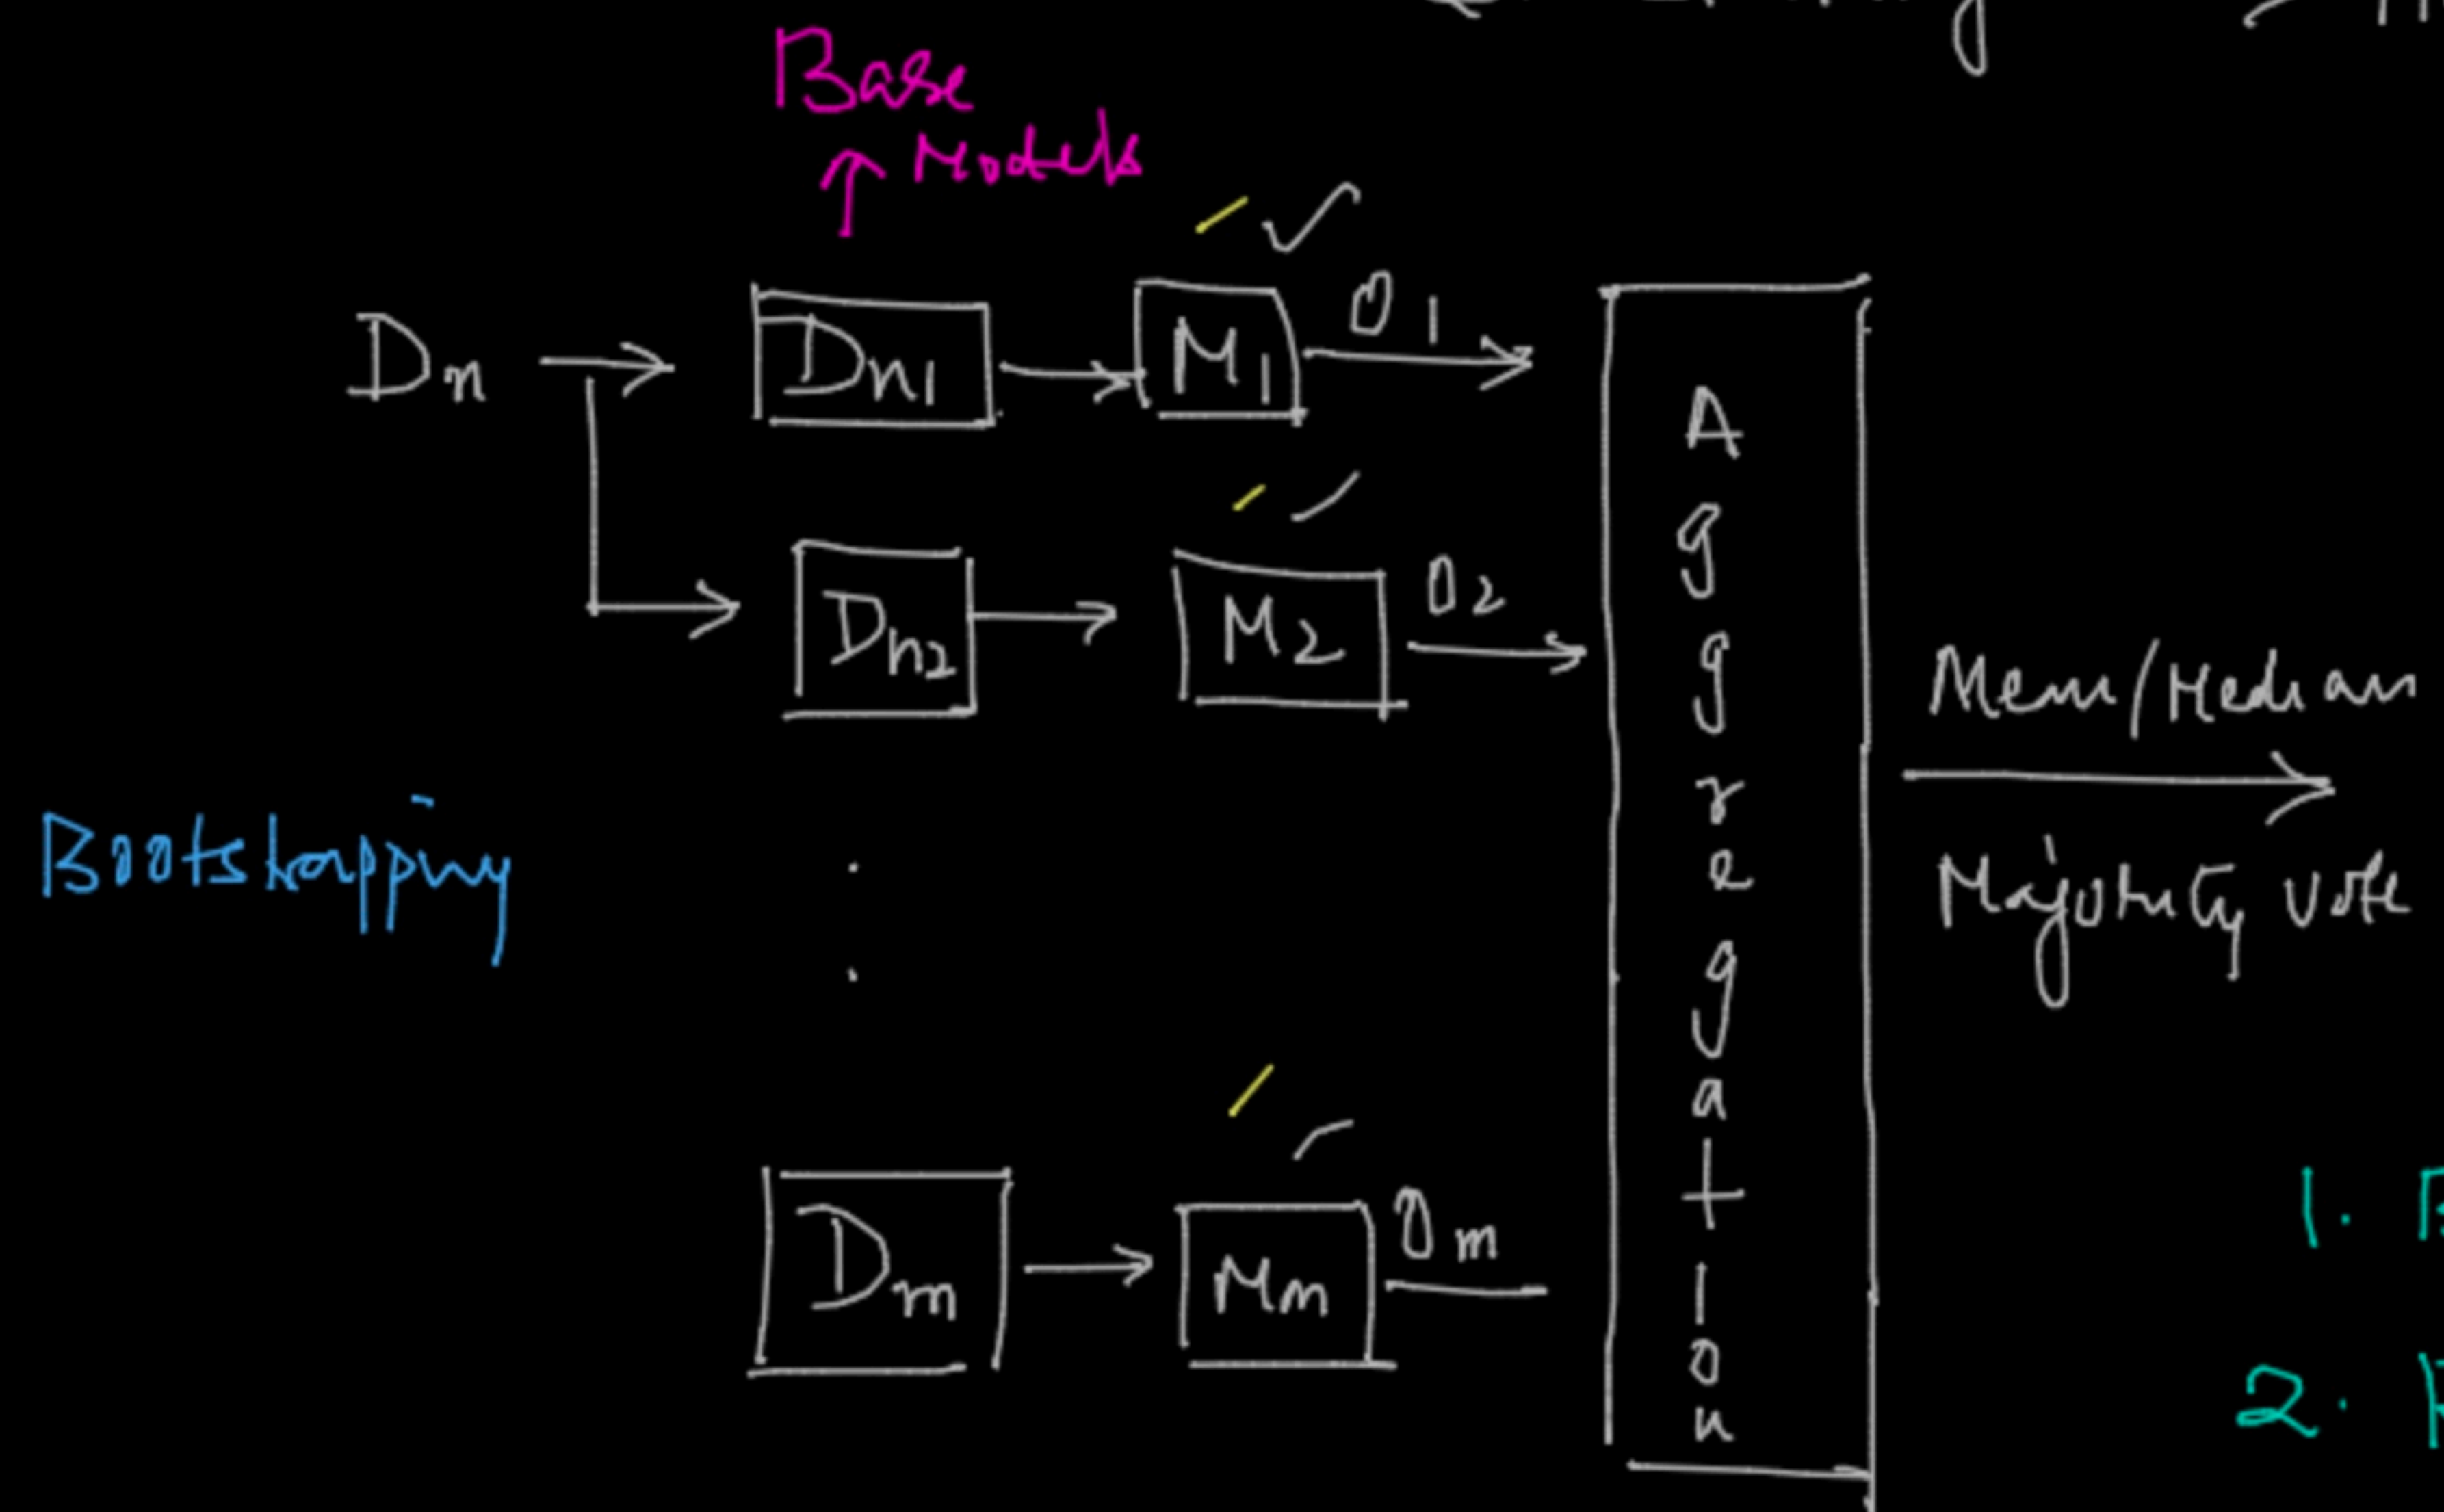 Base
Models
Dn
Dn1
M1
O1
Dn2
M2
O2
Aggregation
Mean/Median
Majority vote
Bootstrapping
Dm
Mm
Om
1.
2.